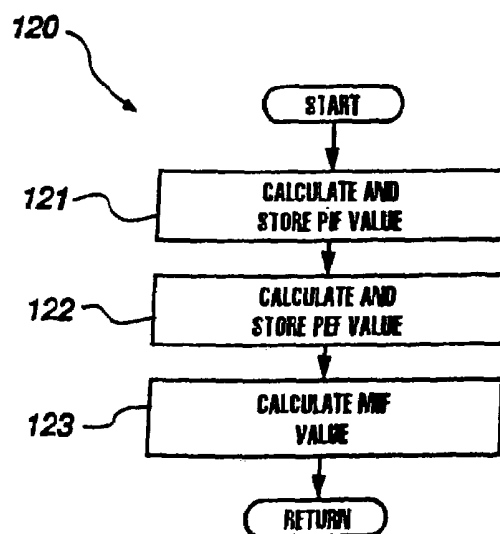 120
START
121
CALCULATE AND
STORE PIF VALUE
122
CALCULATE AND
STORE PEF VALUE
123
CALCULATE MIF
VALUE
RETURN